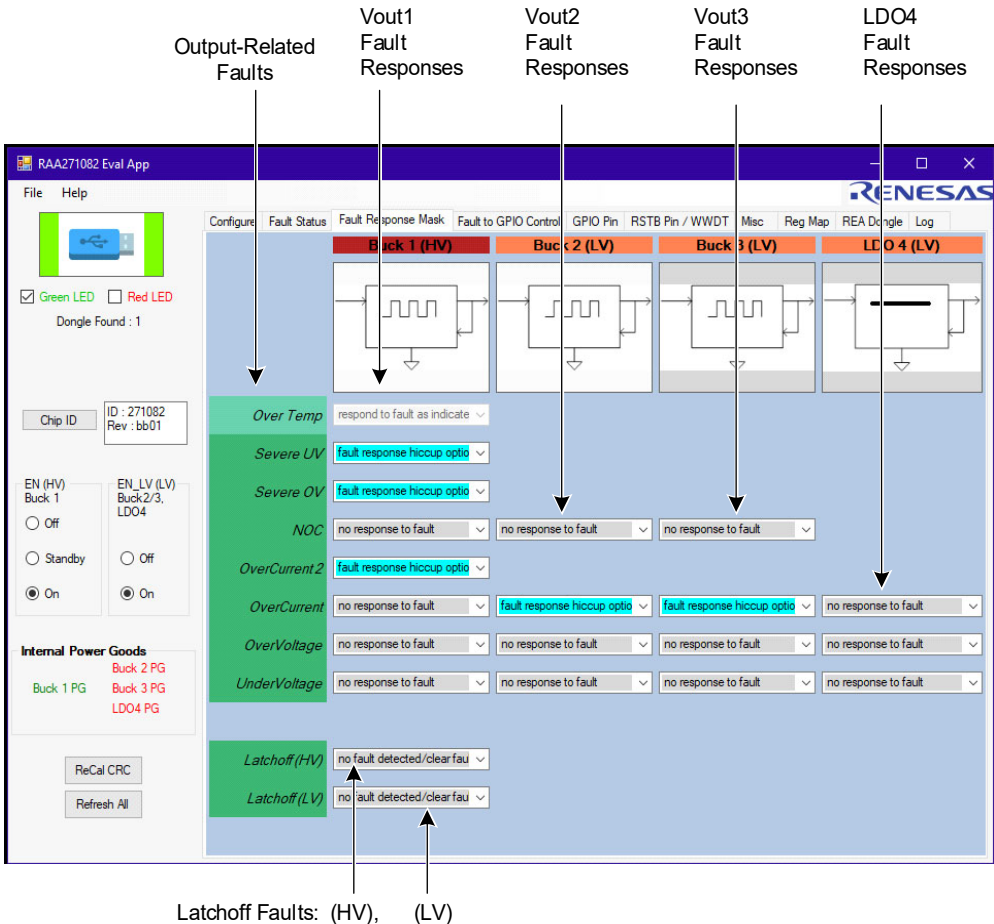 Output-Related
Faults
Vout1
Fault
Responses
Vout2
Fault
Responses
Vout3
Fault
Responses
LDO4
Fault
Responses
RAA271082 Eval App
File Help
RENESAS
Green LED Red LED
Dongle Found : 1
Chip ID
ID : 271082
Rev : bb01
EN (HV)
Buck 1
Off
Standby
On
EN_LV (LV)
Buck2/3,
LDO4
Off
On
Internal Power Goods
Buck 1 PG
Buck 2 PG
Buck 3 PG
LDO4 PG
ReCal CRC
Refresh All
Configure Fault Status Fault Response Mask Fault to GPIO Control GPIO Pin RSTB Pin / WWDT Misc Reg Map REA Dongle Log
Buck 1 (HV) Buck 2 (LV) Buck 3 (LV) LDO 4 (LV)
Over Temp respond to fault as indicate
Severe UV fault response hiccup optio
Severe OV fault response hiccup optio
NOC no response to fault no response to fault no response to fault
OverCurrent2 fault response hiccup optio
OverCurrent no response to fault fault response hiccup optio fault response hiccup optio no response to fault
OverVoltage no response to fault no response to fault no response to fault no response to fault
UnderVoltage no response to fault no response to fault no response to fault no response to fault
Latchoff(HV) no fault detected/clear fau
Latchoff(LV) no fault detected/clear fau
Latchoff Faults: (HV), (LV)